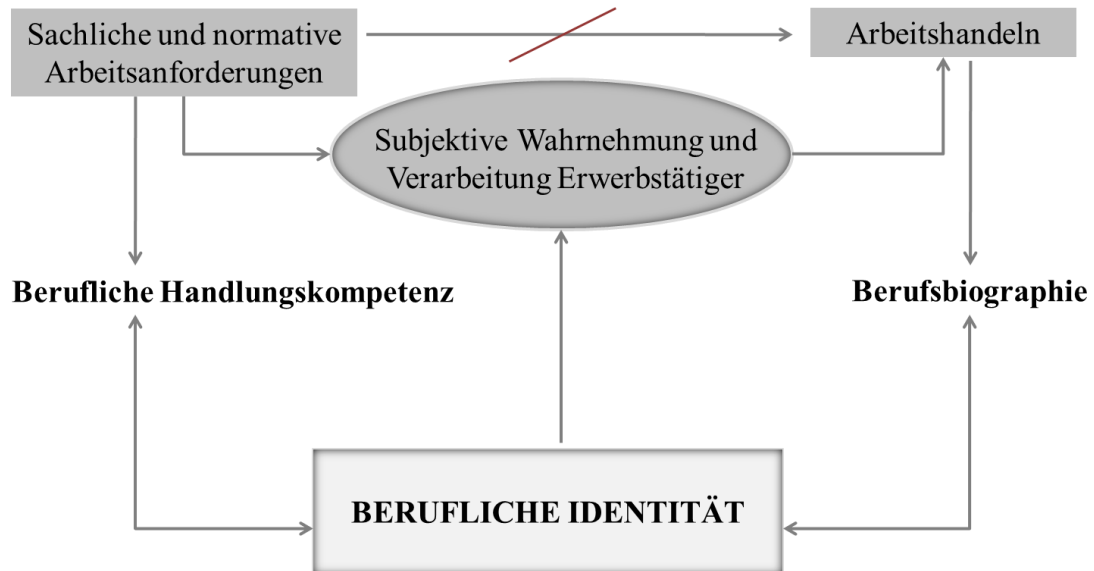 Sachliche und normative
Arbeitsanforderungen
Arbeitshandeln
Subjektive Wahrnehmung und
Verarbeitung Erwerbstätiger
Berufliche Handlungskompetenz
Berufsbiographie
BERUFLICHE IDENTITÄT